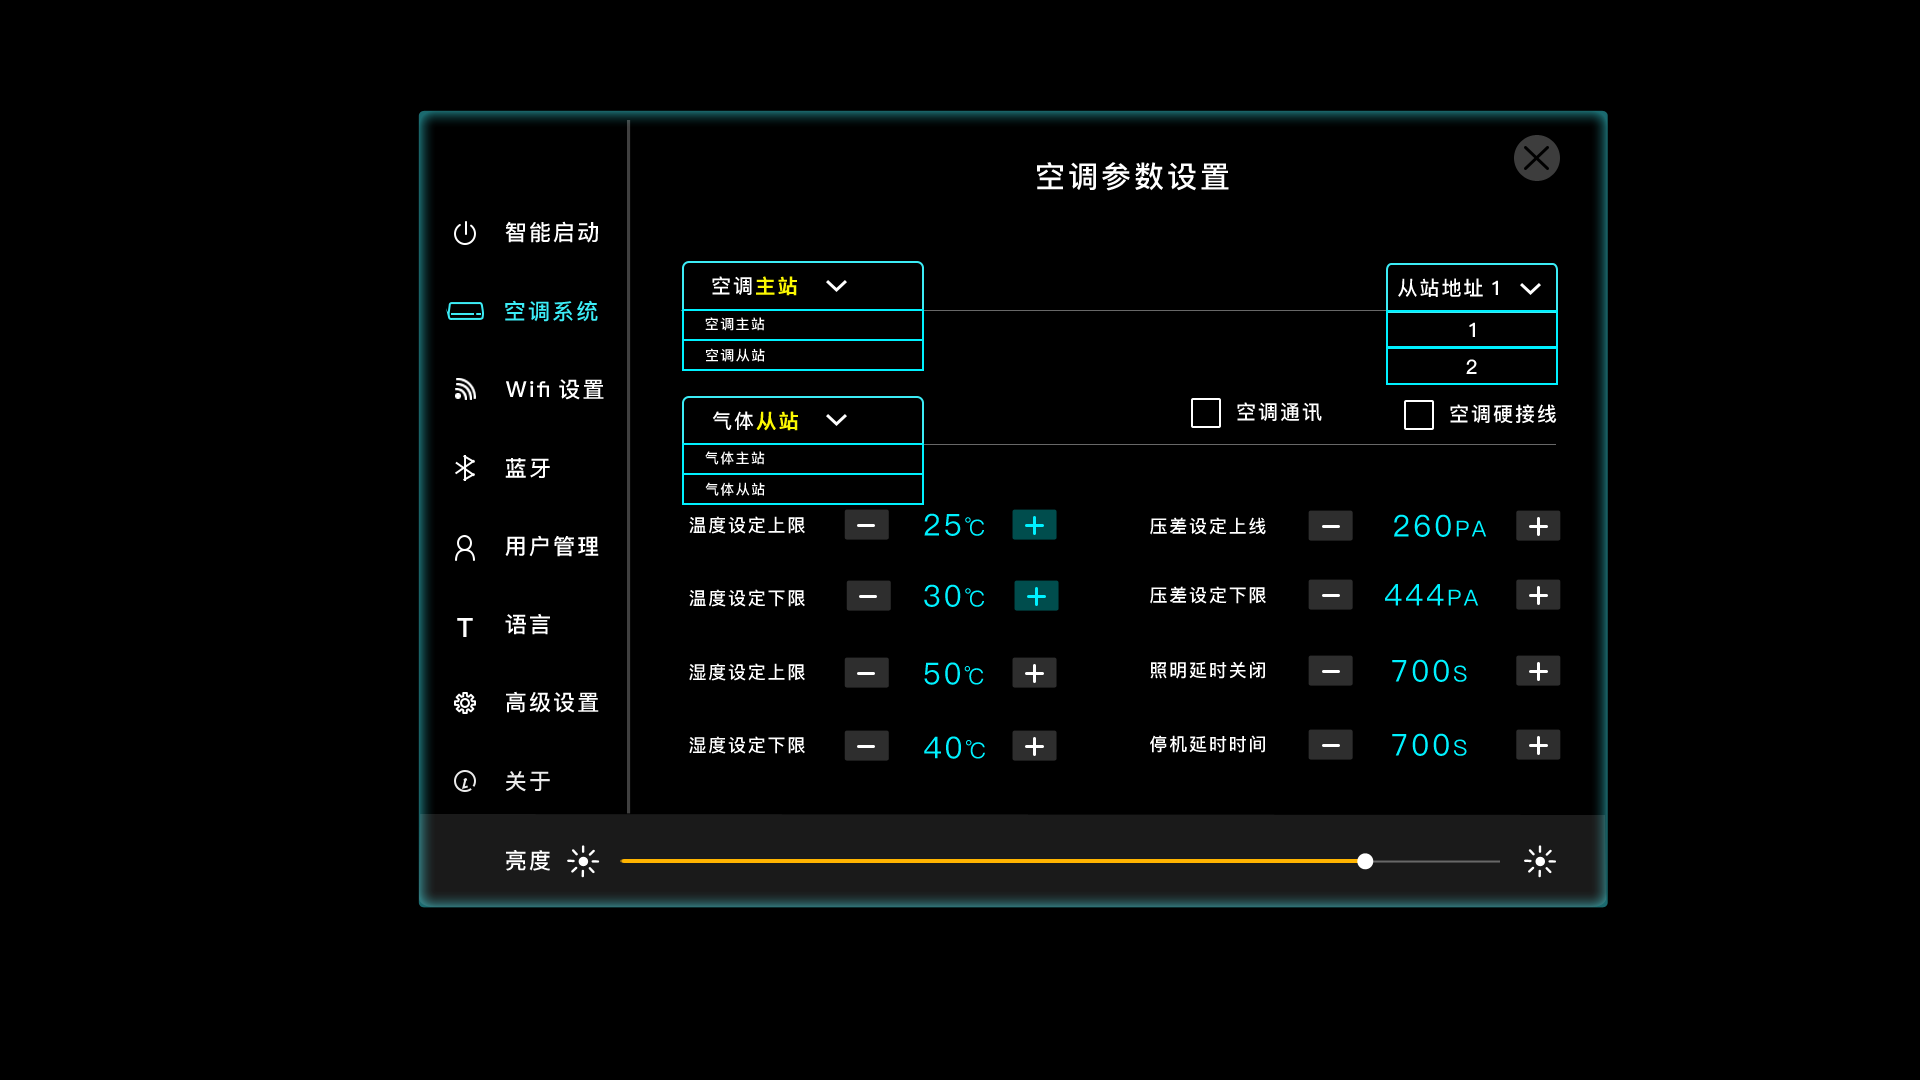 空调参数设置
智能启动
空调系统
Wifi 设置
蓝牙
用户管理
T 语言
高级设置
关于
空调主站
空调主站
空调从站
从站地址 1
1
2
气体从站
气体主站
气体从站
空调通讯
空调硬接线
温度设定上限 25℃
压差设定上线 260PA
温度设定下限 30℃
压差设定下限 444PA
湿度设定上限 50℃
照明延时关闭 700S
湿度设定下限 40℃
停机延时时间 700S
亮度